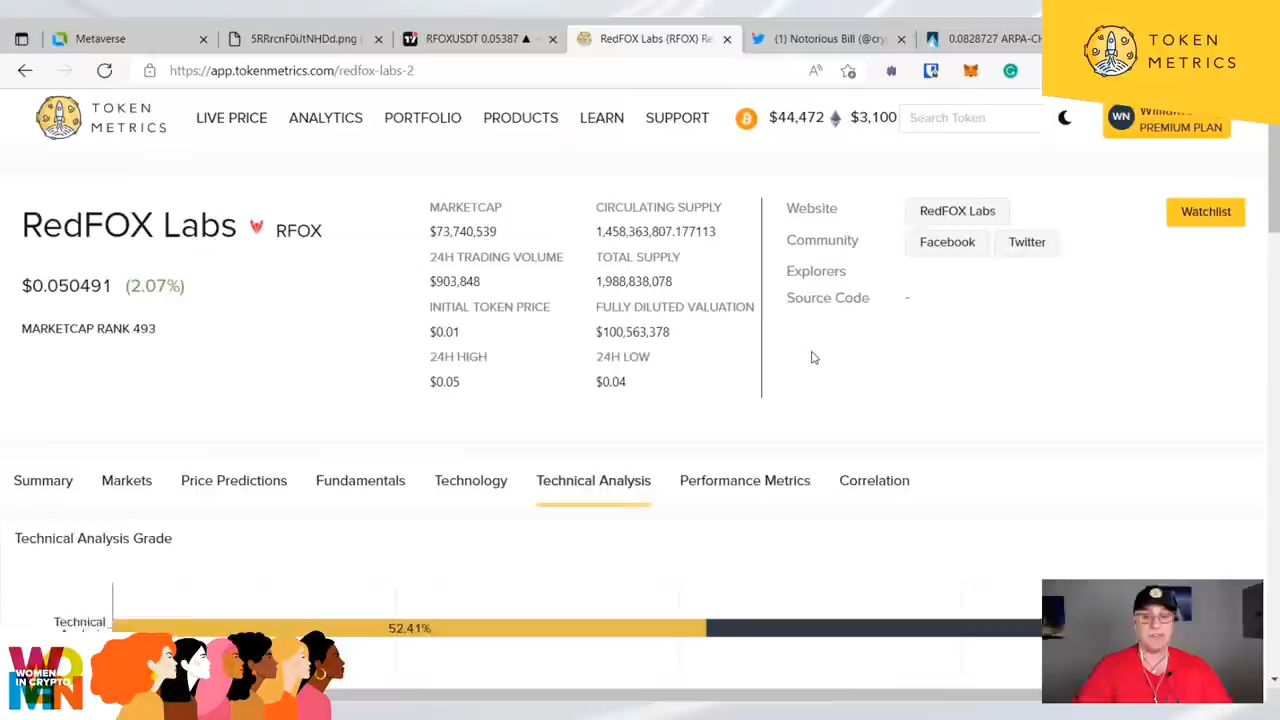 Metaverse
5RRrcnF0iJtNHDd.png
RFOXUSDT 0.05387 ▲
RedFOX Labs (RFOX) Re
(1) Notorious Bill (@cry
0.0828727 ARPA-CH
TOKEN
METRICS
https://app.tokenmetrics.com/redfox-labs-2
TOKEN
METRICS
LIVE PRICE
ANALYTICS
PORTFOLIO
PRODUCTS
LEARN
SUPPORT
$44,472
$3,100
Search Token
WN
PREMIUM PLAN
RedFOX Labs
RFOX
$0.050491 (2.07%)
MARKETCAP RANK 493
MARKETCAP
$73,740,539
24H TRADING VOLUME
$903,848
INITIAL TOKEN PRICE
$0.01
24H HIGH
$0.05
CIRCULATING SUPPLY
1,458,363,807.177113
TOTAL SUPPLY
1,988,838,078
FULLY DILUTED VALUATION
$100,563,378
24H LOW
$0.04
Website
RedFOX Labs
Community
Facebook
Twitter
Explorers
Source Code
-
Watchlist
Summary
Markets
Price Predictions
Fundamentals
Technology
Technical Analysis
Performance Metrics
Correlation
Technical Analysis Grade
Technical
52.41%
WOMEN
WOMEN
IN CRYPTO